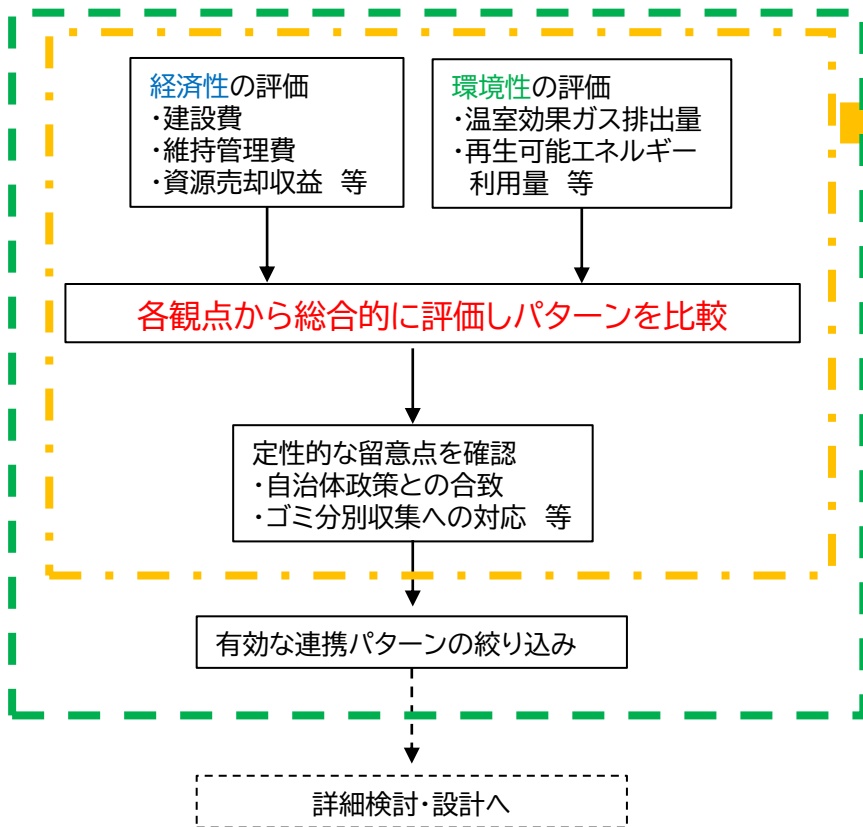 経済性の評価
・建設費
・維持管理費
・資源売却収益 等
環境性の評価
・温室効果ガス排出量
・再生可能エネルギー
利用量 等
各観点から総合的に評価しパターンを比較
定性的な留意点を確認
・自治体政策との合致
・ゴミ分別収集への対応 等
有効な連携パターンの絞り込み
詳細検討・設計へ